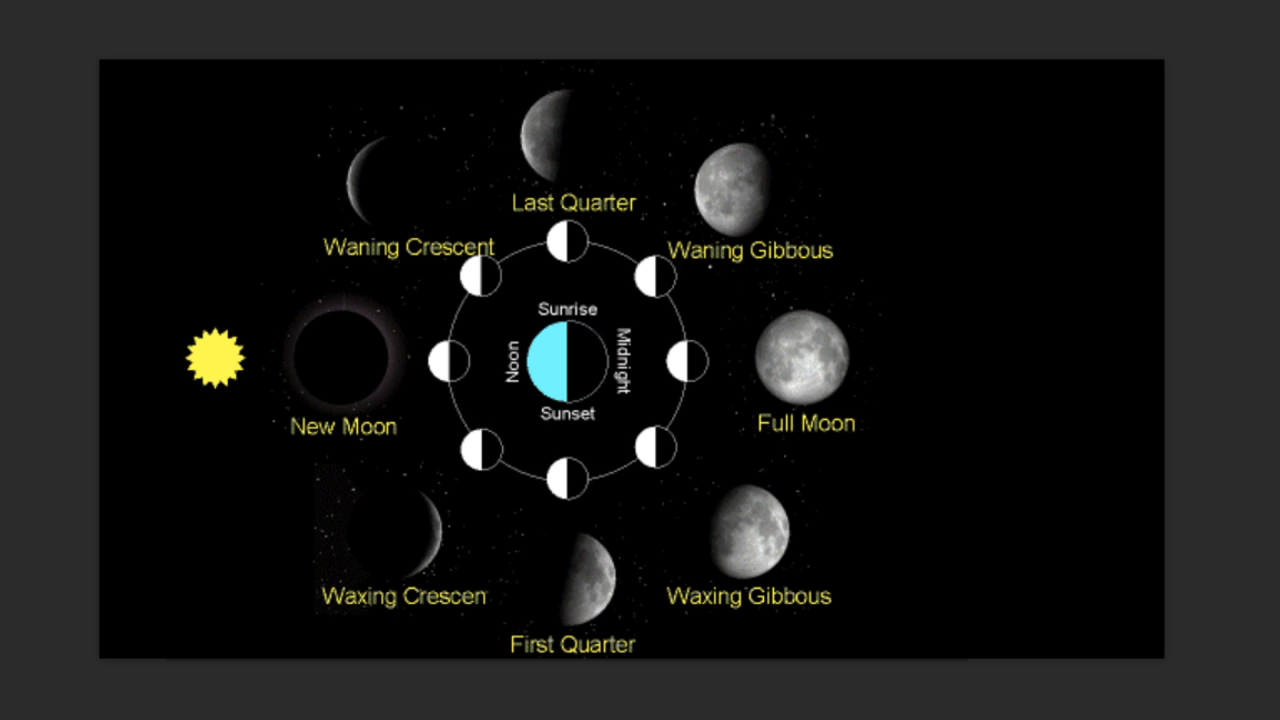 Last Quarter
Waning Crescent
Waning Gibbous
Sunrise
Noon
Midnight
Sunset
New Moon
Full Moon
Waxing Crescen
Waxing Gibbous
First Quarter